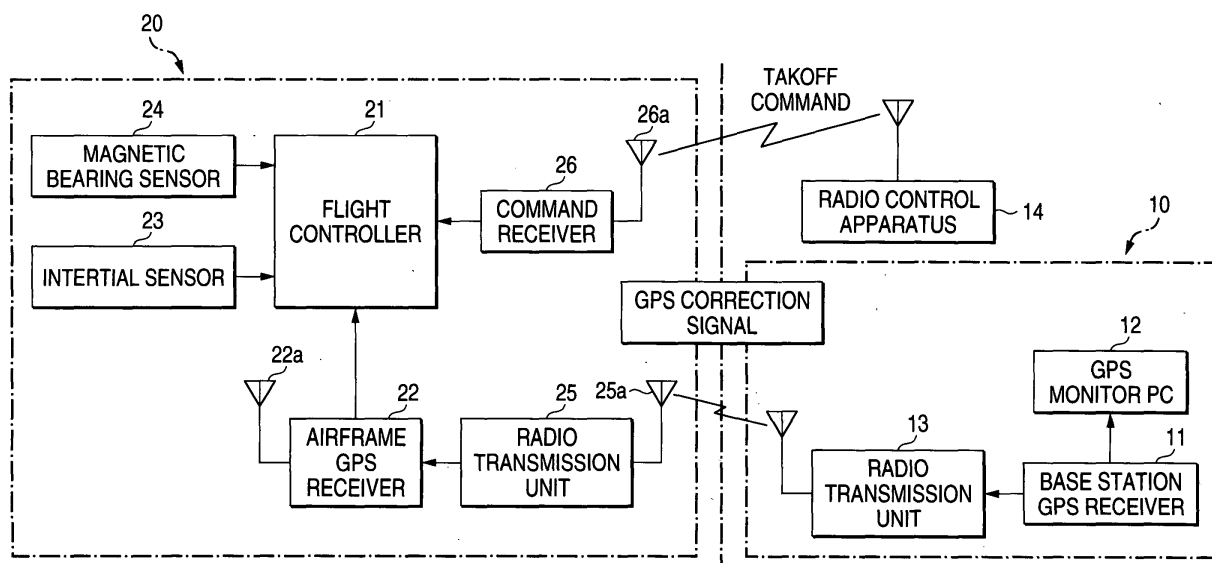 20
24
MAGNETIC
BEARING SENSOR
23
INTERTIAL SENSOR
21
FLIGHT
CONTROLLER
26
COMMAND
RECEIVER
26a
TAKOFF
COMMAND
RADIO CONTROL
APPARATUS
14
10
GPS CORRECTION
SIGNAL
22a
22
AIRFRAME
GPS
RECEIVER
25
RADIO
TRANSMISSION
UNIT
25a
13
RADIO
TRANSMISSION
UNIT
12
GPS
MONITOR PC
11
BASE STATION
GPS RECEIVER